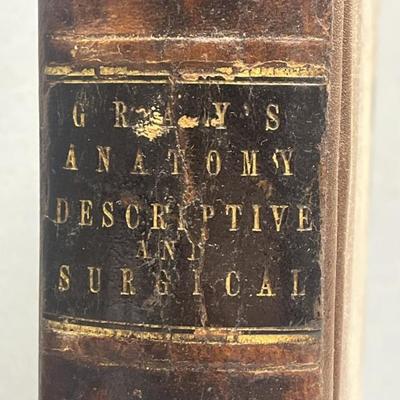 GRAY'S
ANATOMY
DESCRIPTIVE
AND
SURGICAL